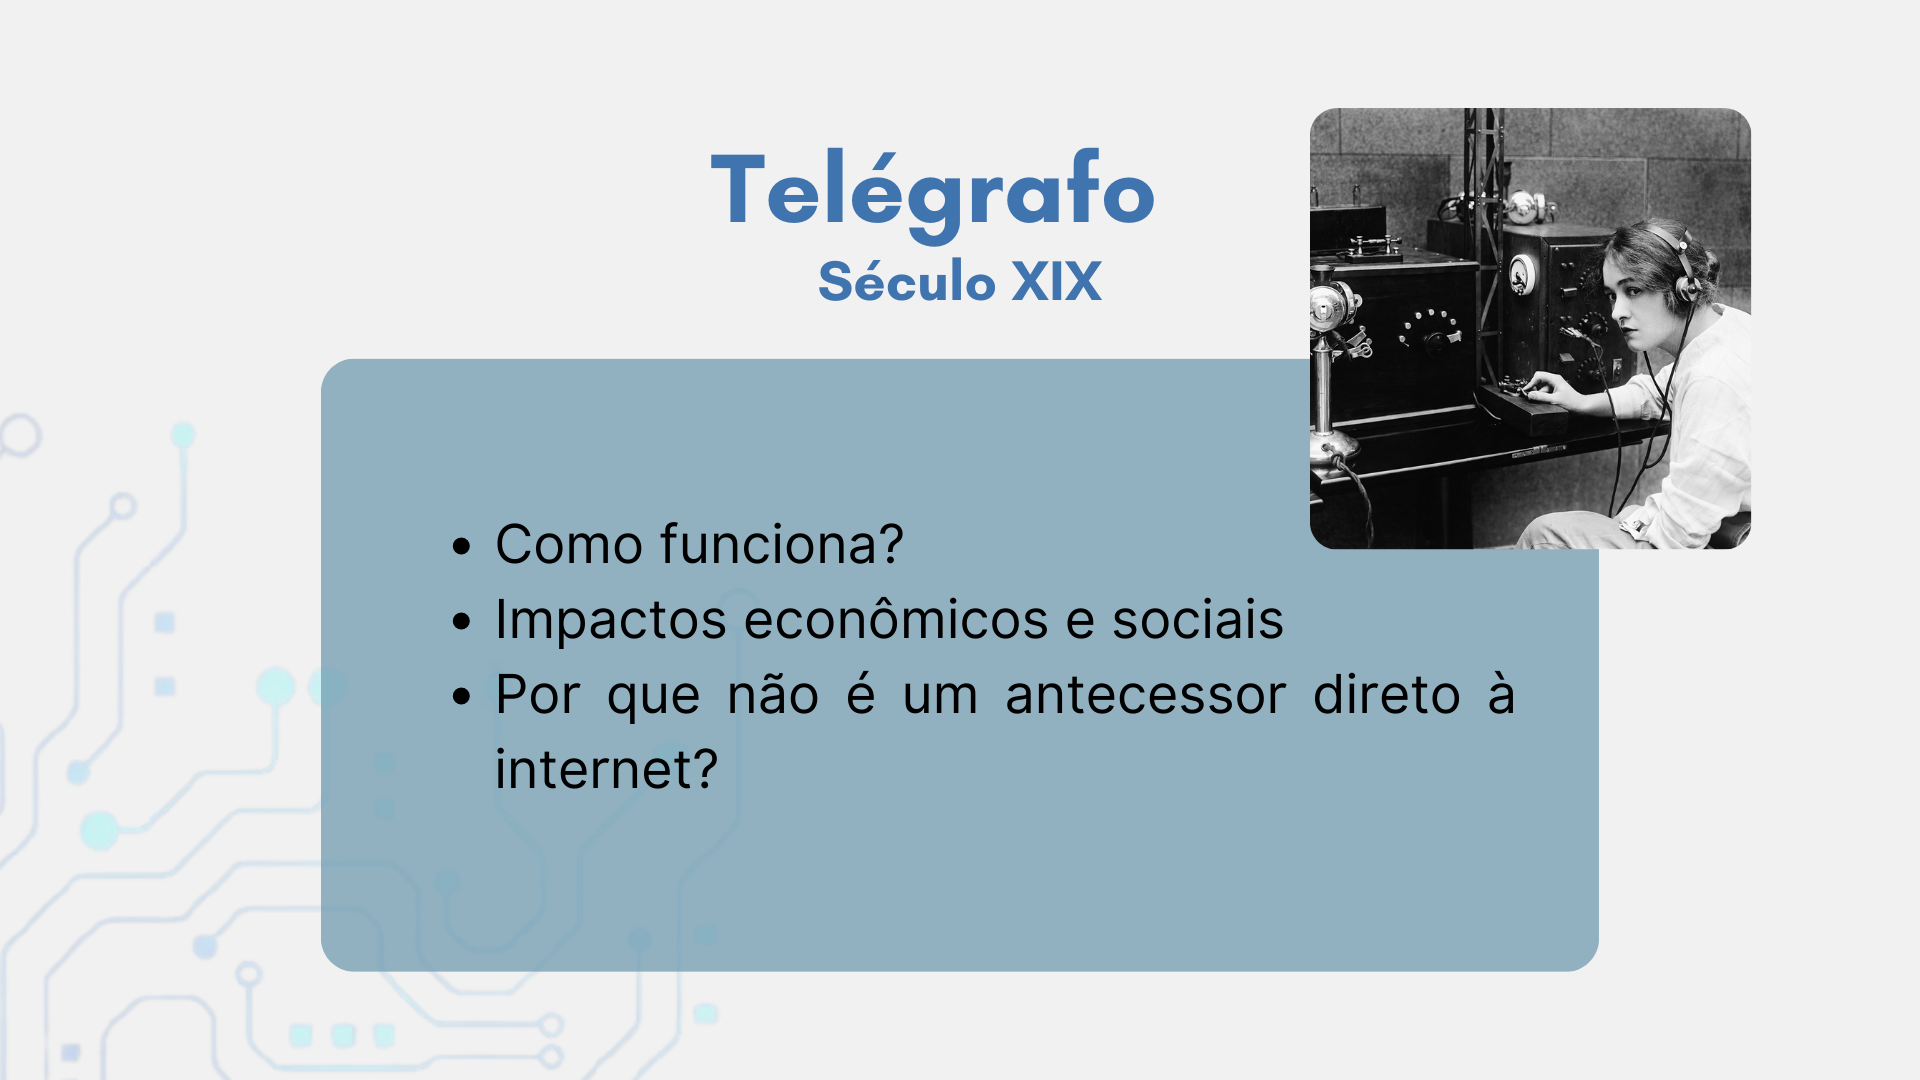 Telégrafo
Século XIX
• Como funciona?
• Impactos econômicos e sociais
• Por que não é um antecessor direto à
internet?